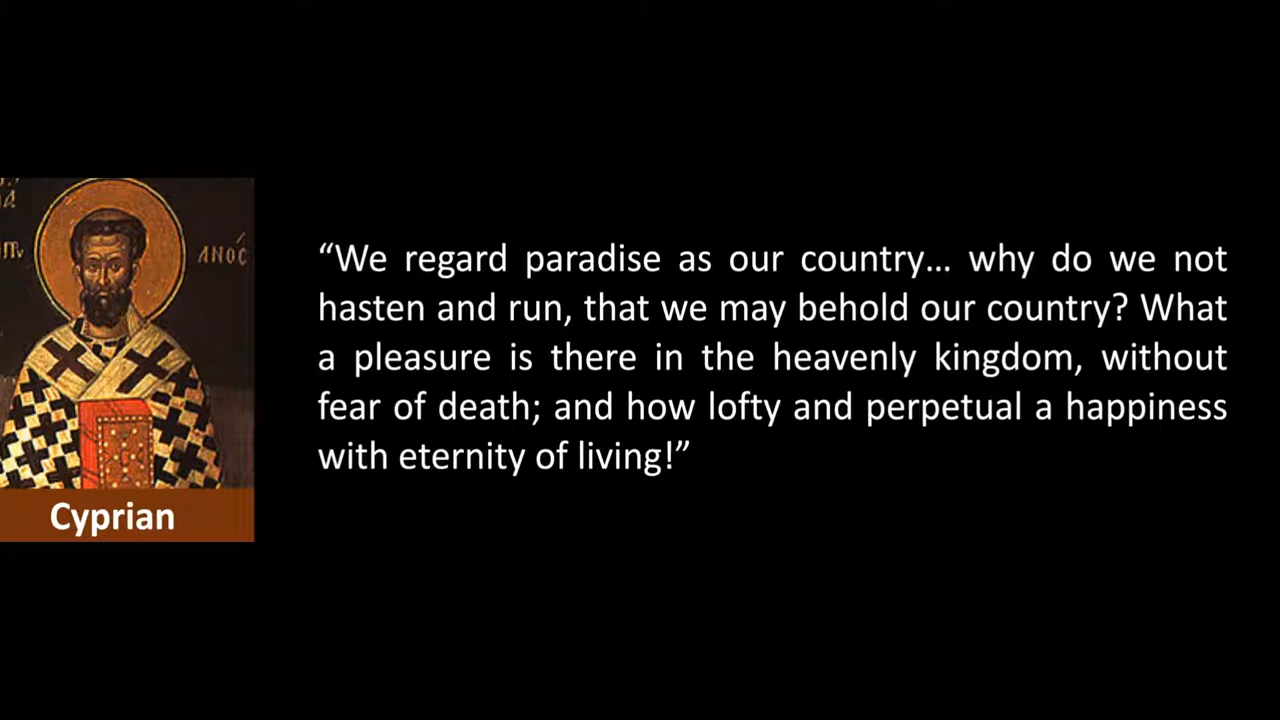 ΑΝΟC
“We regard paradise as our country… why do we not
hasten and run, that we may behold our country? What
a pleasure is there in the heavenly kingdom, without
fear of death; and how lofty and perpetual a happiness
with eternity of living!”
Cyprian